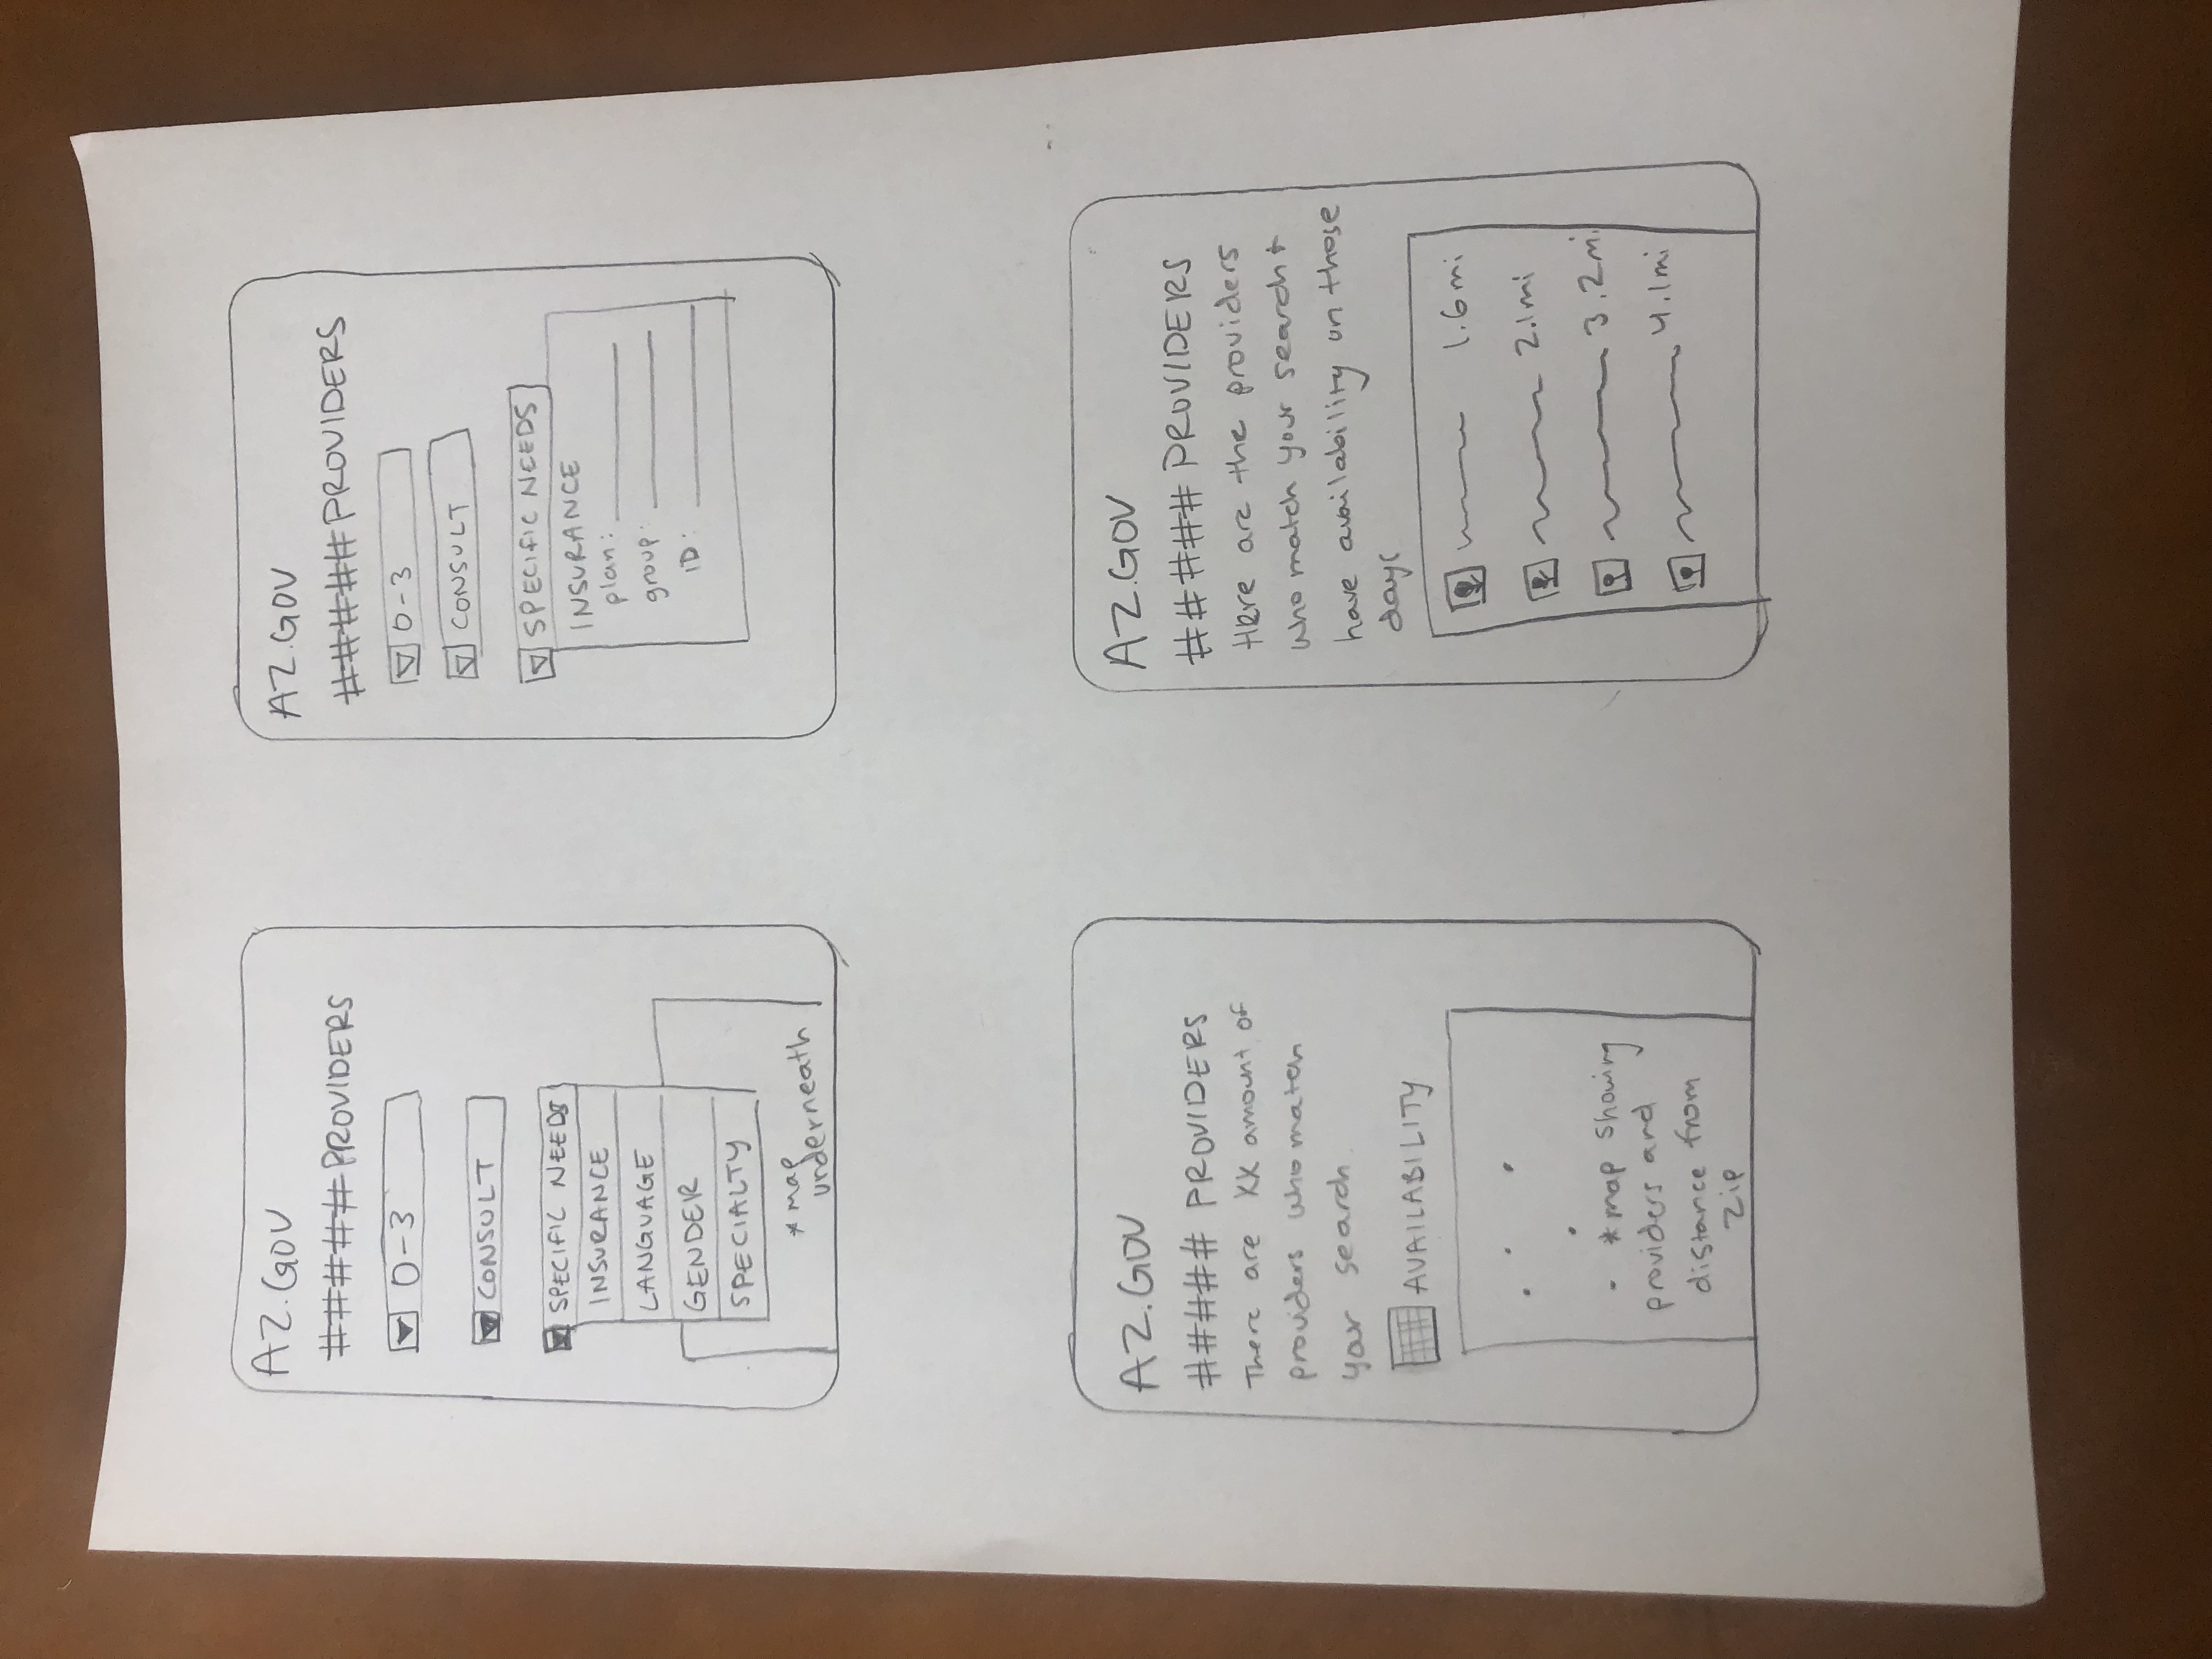 AZ.GOV
##### PROVIDERS
0-3
CONSULT
SPECIFIC NEEDS
INSURANCE
LANGUAGE
GENDER
SPECIALTY
* map
underneath
AZ.GOV
##### PROVIDERS
0-3
CONSULT
SPECIFIC NEEDS
INSURANCE
plan:
group:
ID:
AZ.GOV
##### PROVIDERS
There are XX amount of
providers who match
your search
AVAILABILITY
* map showing
providers and
distance from
zip
AZ.GOV
##### PROVIDERS
Here are the providers
who match your search +
have availability on those
days
1.6mi
2.1mi
3.2mi
4.1mi